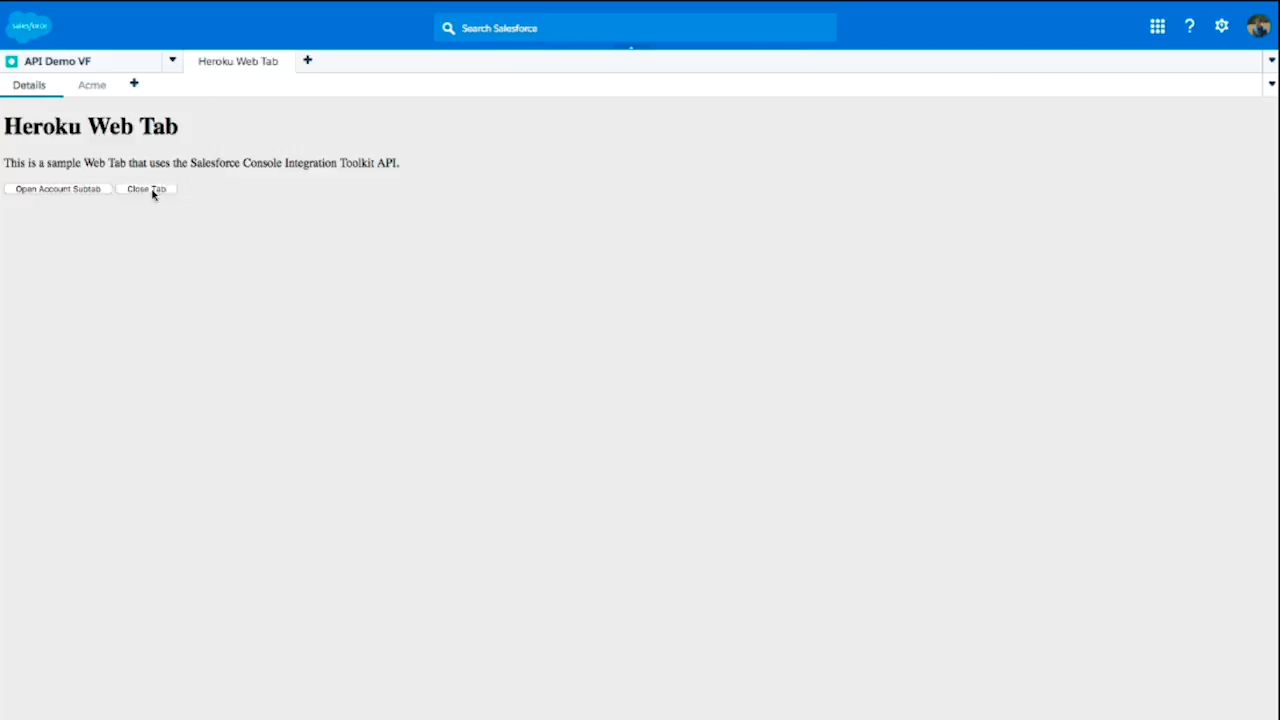 salesforce
Search Salesforce
?
API Demo VF
Heroku Web Tab
Details
Acme
Heroku Web Tab
This is a sample Web Tab that uses the Salesforce Console Integration Toolkit API.
Open Account Subtab
Close Tab